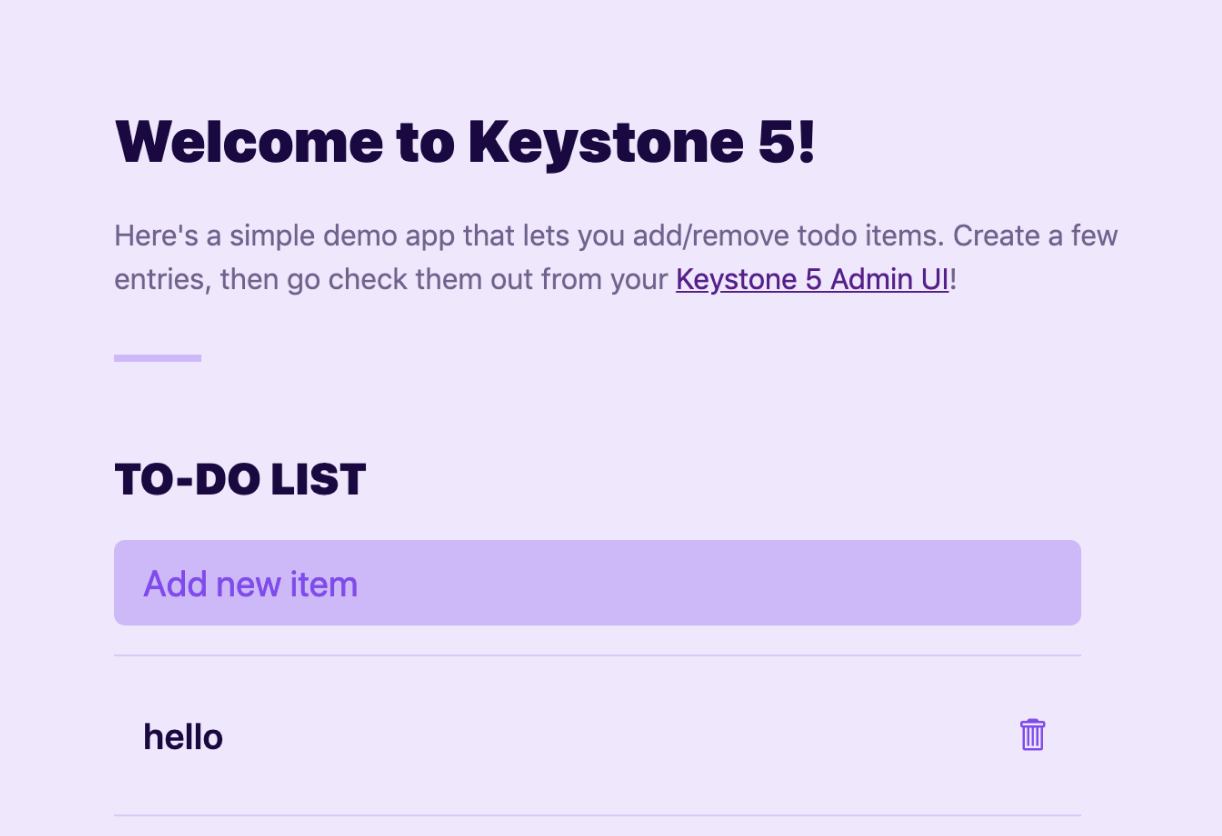 Welcome to Keystone 5!
Here's a simple demo app that lets you add/remove todo items. Create a few
entries, then go check them out from your Keystone 5 Admin UI!
TO-DO LIST
Add new item
hello